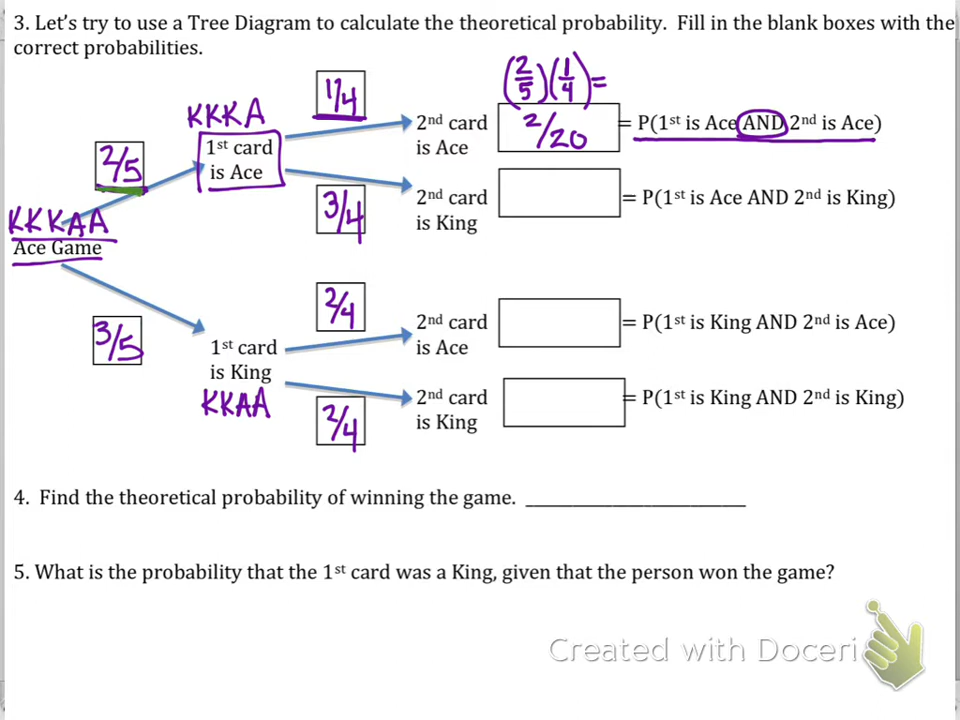 3. Let's try to use a Tree Diagram to calculate the theoretical probability. Fill in the blank boxes with the
correct probabilities.
(2/5)(1/4)=
1/4
KKKA
2nd card
is Ace
2/20
= P(1st is Ace AND 2nd is Ace)
2/5
1st card
is Ace
3/4
2nd card
is King
= P(1st is Ace AND 2nd is King)
KKKAA
Ace Game
2/4
2nd card
is Ace
= P(1st is King AND 2nd is Ace)
3/5
1st card
is King
KKAA
2/4
2nd card
is King
= P(1st is King AND 2nd is King)
4. Find the theoretical probability of winning the game. ________________________
5. What is the probability that the 1st card was a King, given that the person won the game?
Created with Doceri